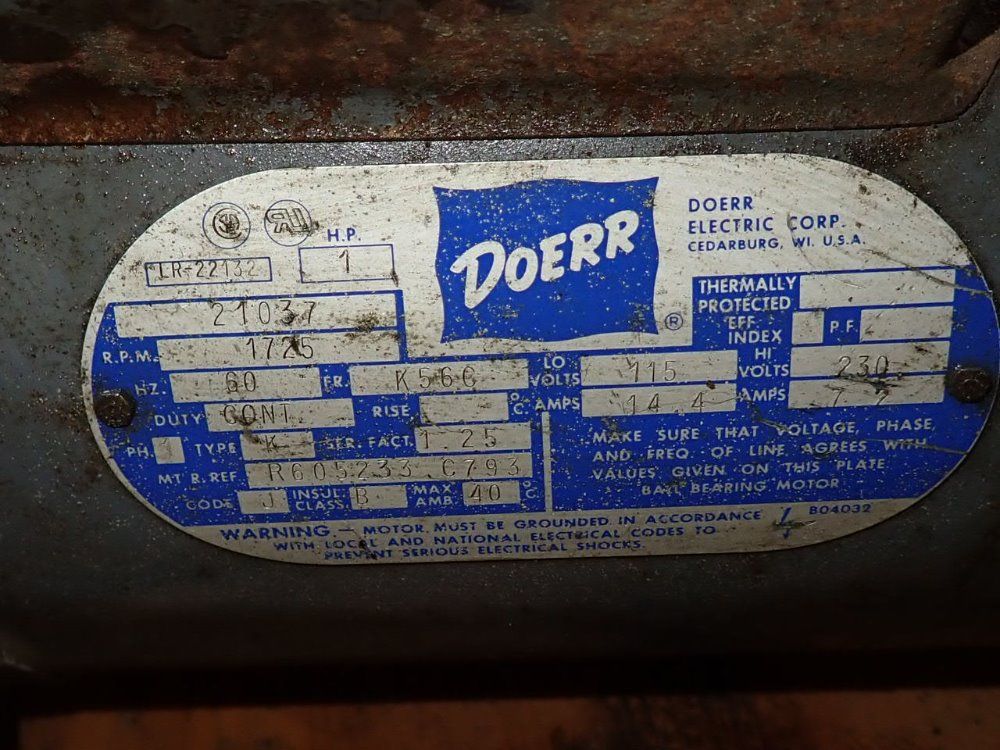 H.P.
LR-22132
1
21037
R.P.M. 1725
HZ. 60 FR. K56C
DUTY CONT RISE °C
PH. 1 TYPE K SER. FACT. 1 25
MT R. REF. R605233 C793
CODE J INSUL. CLASS. B MAX. AMB. 40 °C
DOERR
®
DOERR
ELECTRIC CORP.
CEDARBURG, WI. U.S.A.
THERMALLY
PROTECTED
EFF.
INDEX
P.F.
LO VOLTS 115 HI VOLTS 230
AMPS 14 4 AMPS 7 2
MAKE SURE THAT VOLTAGE, PHASE,
AND FREQ. OF LINE AGREES WITH
VALUES GIVEN ON THIS PLATE
BALL BEARING MOTOR
B04032
WARNING. – MOTOR MUST BE GROUNDED IN ACCORDANCE
WITH LOCAL AND NATIONAL ELECTRICAL CODES TO
PREVENT SERIOUS ELECTRICAL SHOCKS.